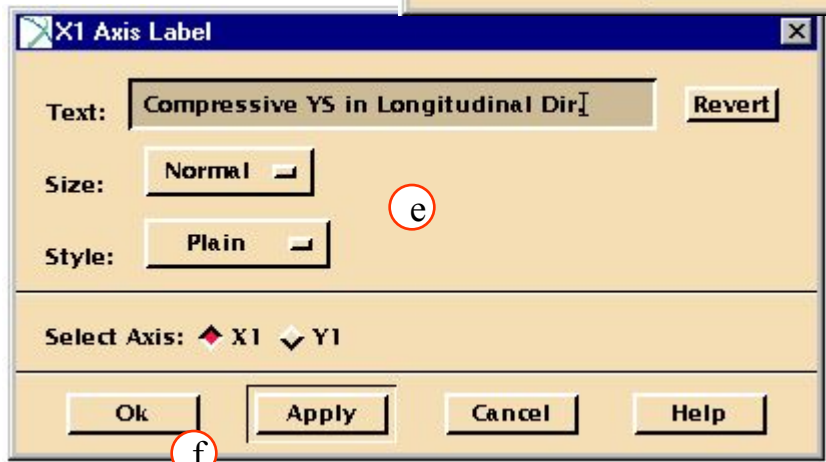 X1 Axis Label
Text: Compressive YS in Longitudinal Dir. Revert
Size: Normal
e
Style: Plain
Select Axis: X1 Y1
Ok Apply Cancel Help
f